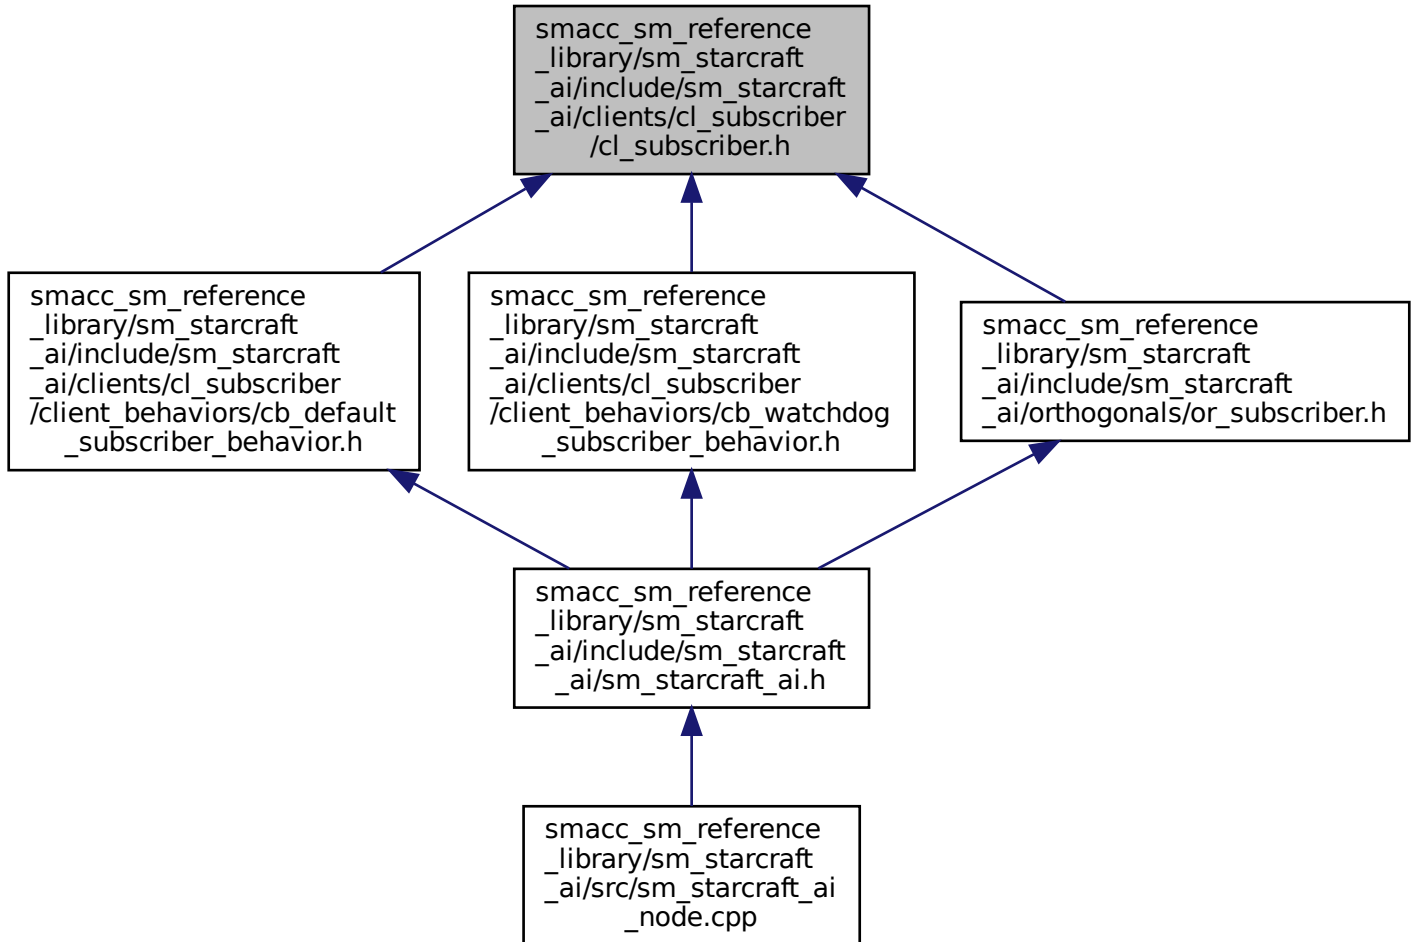 smacc_sm_reference
_library/sm_starcraft
_ai/include/sm_starcraft
_ai/clients/cl_subscriber
/cl_subscriber.h
smacc_sm_reference
_library/sm_starcraft
_ai/include/sm_starcraft
_ai/clients/cl_subscriber
/client_behaviors/cb_default
_subscriber_behavior.h
smacc_sm_reference
_library/sm_starcraft
_ai/include/sm_starcraft
_ai/clients/cl_subscriber
/client_behaviors/cb_watchdog
_subscriber_behavior.h
smacc_sm_reference
_library/sm_starcraft
_ai/include/sm_starcraft
_ai/orthogonals/or_subscriber.h
smacc_sm_reference
_library/sm_starcraft
_ai/include/sm_starcraft
_ai/sm_starcraft_ai.h
smacc_sm_reference
_library/sm_starcraft
_ai/src/sm_starcraft_ai
_node.cpp